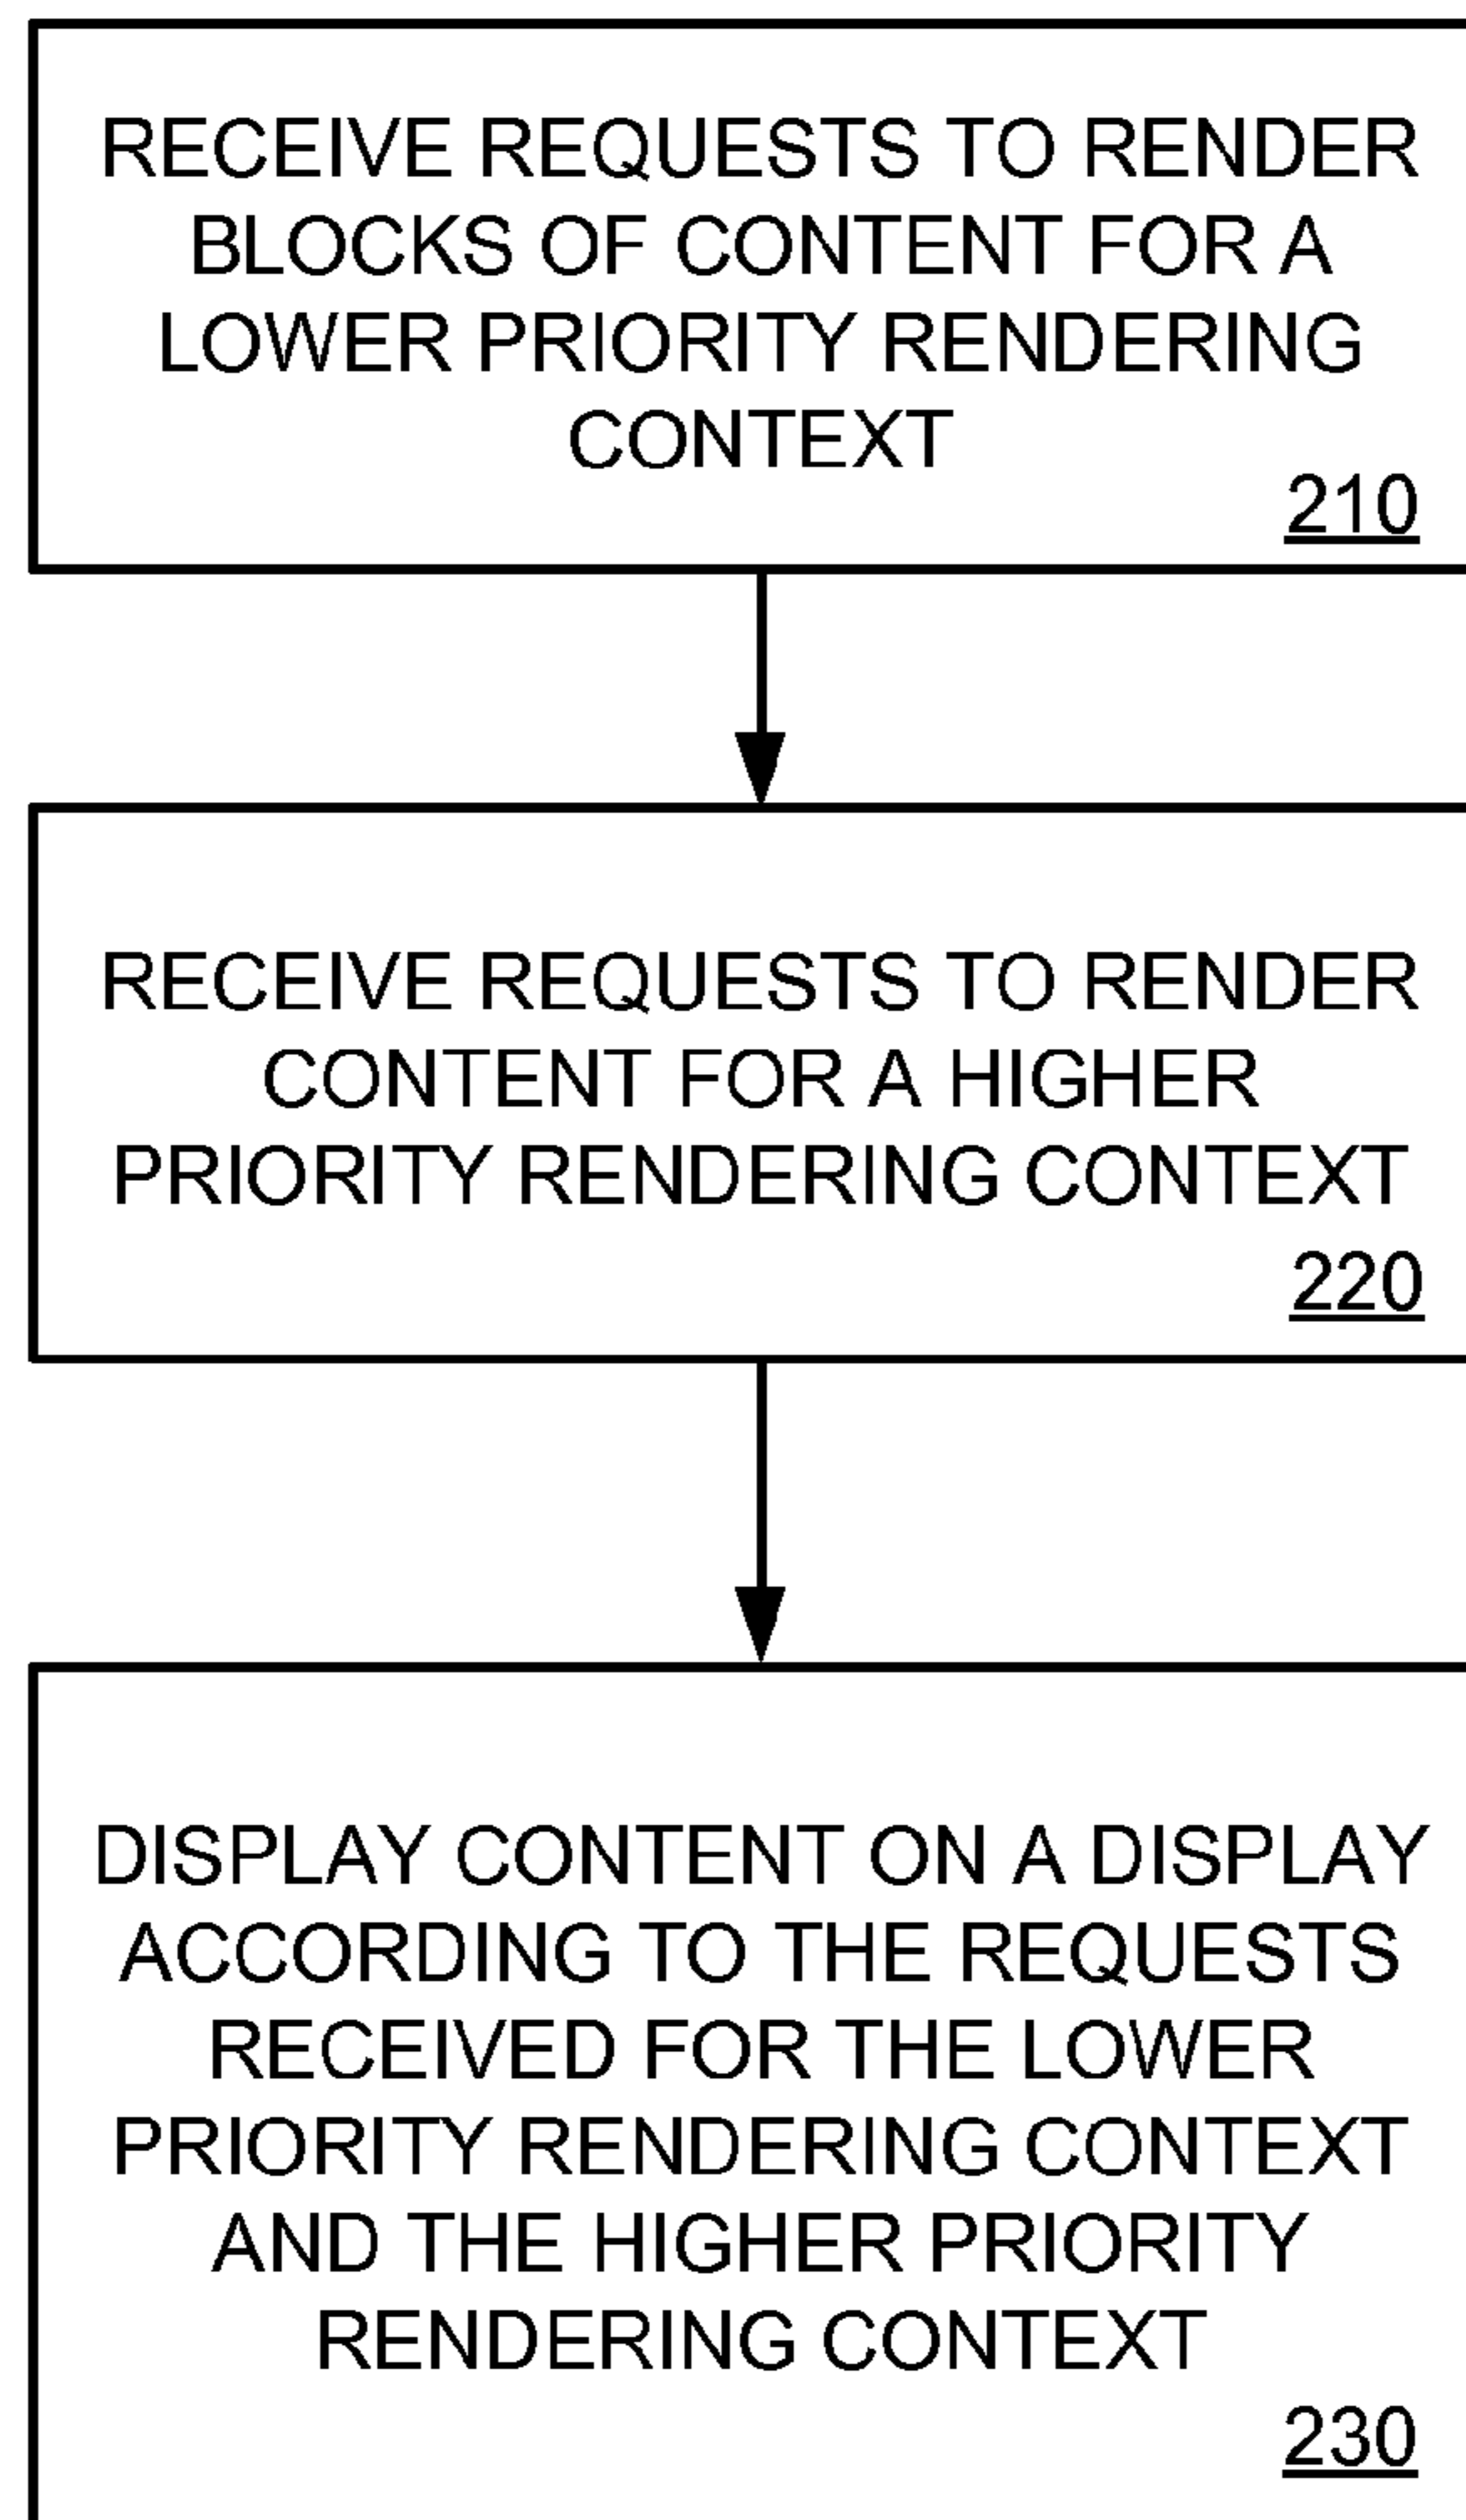 RECEIVE REQUESTS TO RENDER
BLOCKS OF CONTENT FOR A
LOWER PRIORITY RENDERING
CONTEXT
210
RECEIVE REQUESTS TO RENDER
CONTENT FOR A HIGHER
PRIORITY RENDERING CONTEXT
220
DISPLAY CONTENT ON A DISPLAY
ACCORDING TO THE REQUESTS
RECEIVED FOR THE LOWER
PRIORITY RENDERING CONTEXT
AND THE HIGHER PRIORITY
RENDERING CONTEXT
230